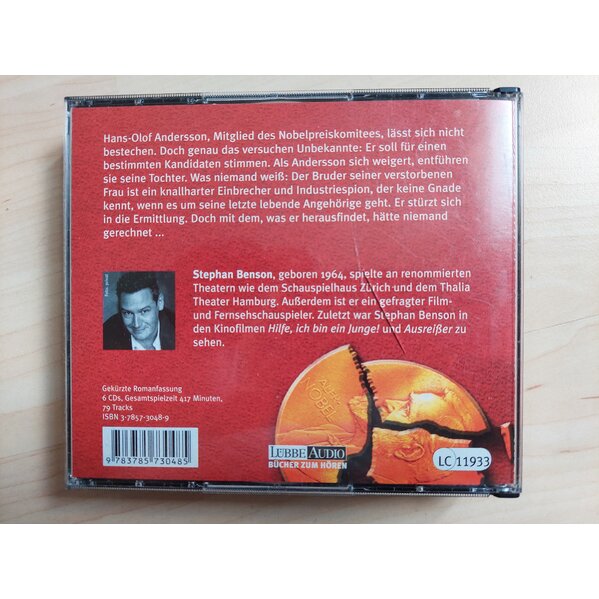 Hans-Olof Andersson, Mitglied des Nobelpreiskomitees, lässt sich nicht
bestechen. Doch genau das versuchen Unbekannte: Er soll für einen
bestimmten Kandidaten stimmen. Als Andersson sich weigert, entführen
sie seine Tochter. Was niemand weiß: Der Bruder seiner verstorbenen
Frau ist ein knallharter Einbrecher und Industriespion, der keine Gnade
kennt, wenn es um seine letzte lebende Angehörige geht. Er stürzt sich
in die Ermittlung. Doch mit dem, was er herausfindet, hätte niemand
gerechnet ...
Foto: privat
Stephan Benson, geboren 1964, spielte an renommierten
Theatern wie dem Schauspielhaus Zürich und dem Thalia
Theater Hamburg. Außerdem ist er ein gefragter Film-
und Fernsehschauspieler. Zuletzt war Stephan Benson in
den Kinofilmen Hilfe, ich bin ein Junge! und Ausreißer zu
sehen.
Gekürzte Romanfassung
6 CDs, Gesamtspielzeit 417 Minuten,
79 Tracks
ISBN 3-7857-3048-9
9 783785 730485
LÜBBE AUDIO
BÜCHER ZUM HÖREN
NOBEL
LC 11933